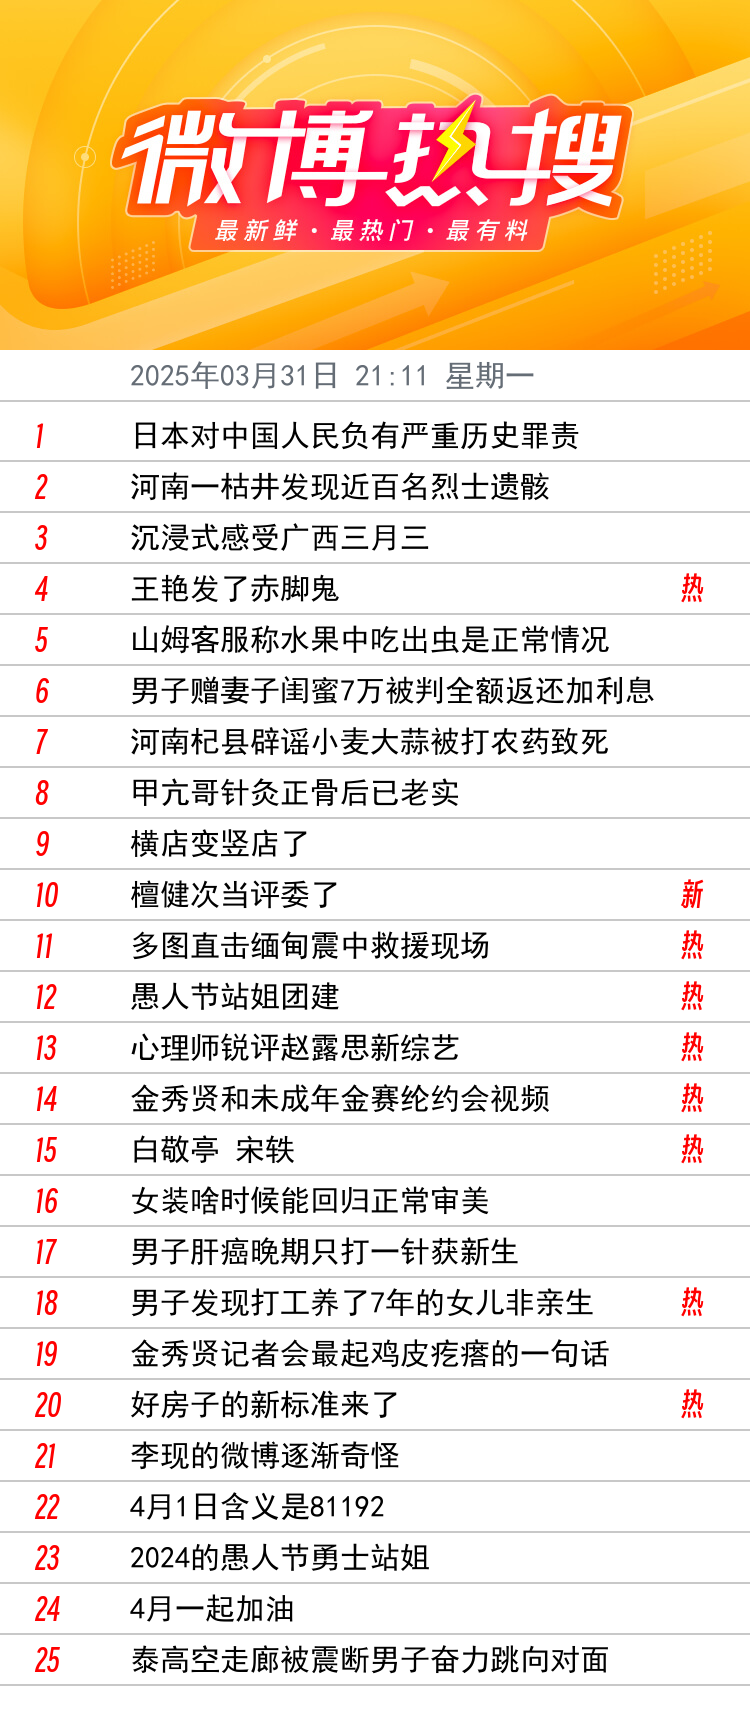 微博热搜
最新鲜·最热门·最有料
2025年03月31日 21:11 星期一
1 日本对中国人民负有严重历史罪责
2 河南一枯井发现近百名烈士遗骸
3 沉浸式感受广西三月三
4 王艳发了赤脚鬼 热
5 山姆客服称水果中吃出虫是正常情况
6 男子赠妻子闺蜜7万被判全额返还加利息
7 河南杞县辟谣小麦大蒜被打农药致死
8 甲亢哥针灸正骨后已老实
9 横店变竖店了
10 檀健次当评委了 新
11 多图直击缅甸震中救援现场 热
12 愚人节站姐团建 热
13 心理师锐评赵露思新综艺 热
14 金秀贤和未成年金赛纶约会视频 热
15 白敬亭 宋轶 热
16 女装啥时候能回归正常审美
17 男子肝癌晚期只打一针获新生
18 男子发现打工养了7年的女儿非亲生 热
19 金秀贤记者会最起鸡皮疙瘩的一句话
20 好房子的新标准来了 热
21 李现的微博逐渐奇怪
22 4月1日含义是81192
23 2024的愚人节勇士站姐
24 4月一起加油
25 泰高空走廊被震断男子奋力跳向对面